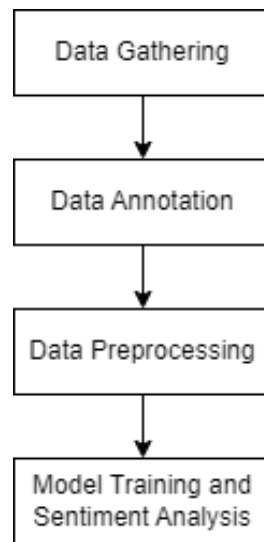 Data Gathering
Data Annotation
Data Preprocessing
Model Training and
Sentiment Analysis